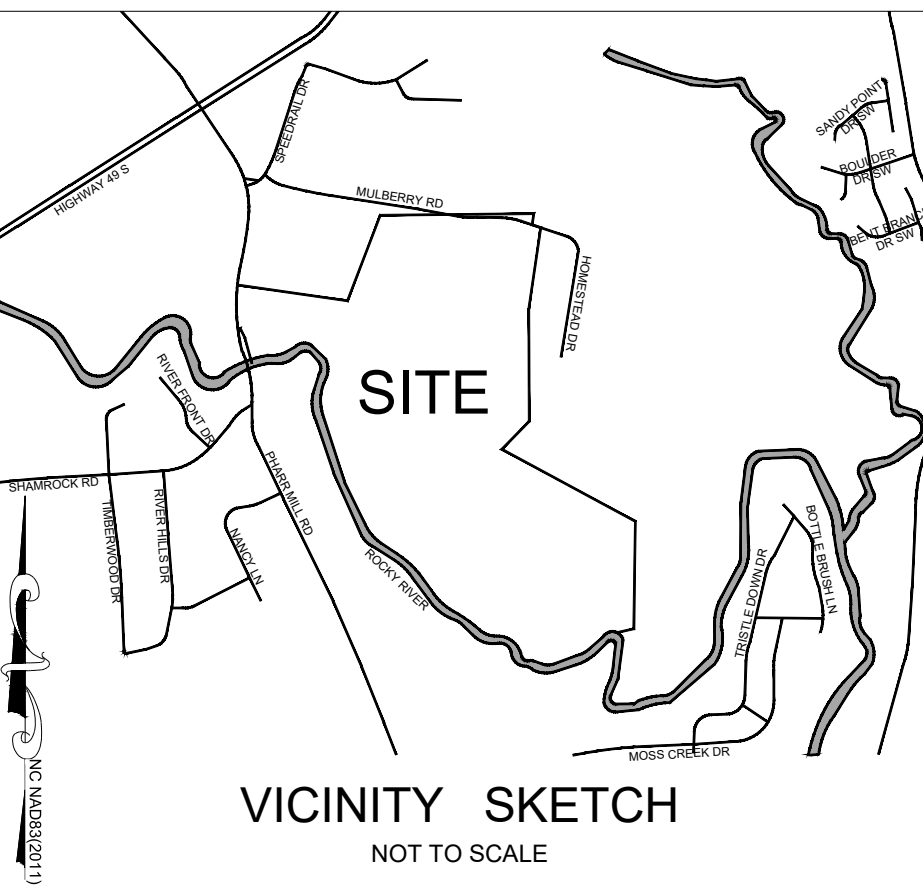 SPEEDRAIL DR
SANDY POINT
DR SW
BOULDER
DR SW
HIGHWAY 49 S
MULBERRY RD
BENT BRANC
DR SW
HOMESTEAD DR
RIVER FRONT DR
SITE
SHAMROCK RD
TIMBERWOOD DR
RIVER HILLS DR
NANCY LN
PHARR MILL RD
ROCKY RIVER
TRISTLE DOWN DR
BOTTLE BRUSH LN
MOSS CREEK DR
NC NAD83(2011)
VICINITY SKETCH
NOT TO SCALE